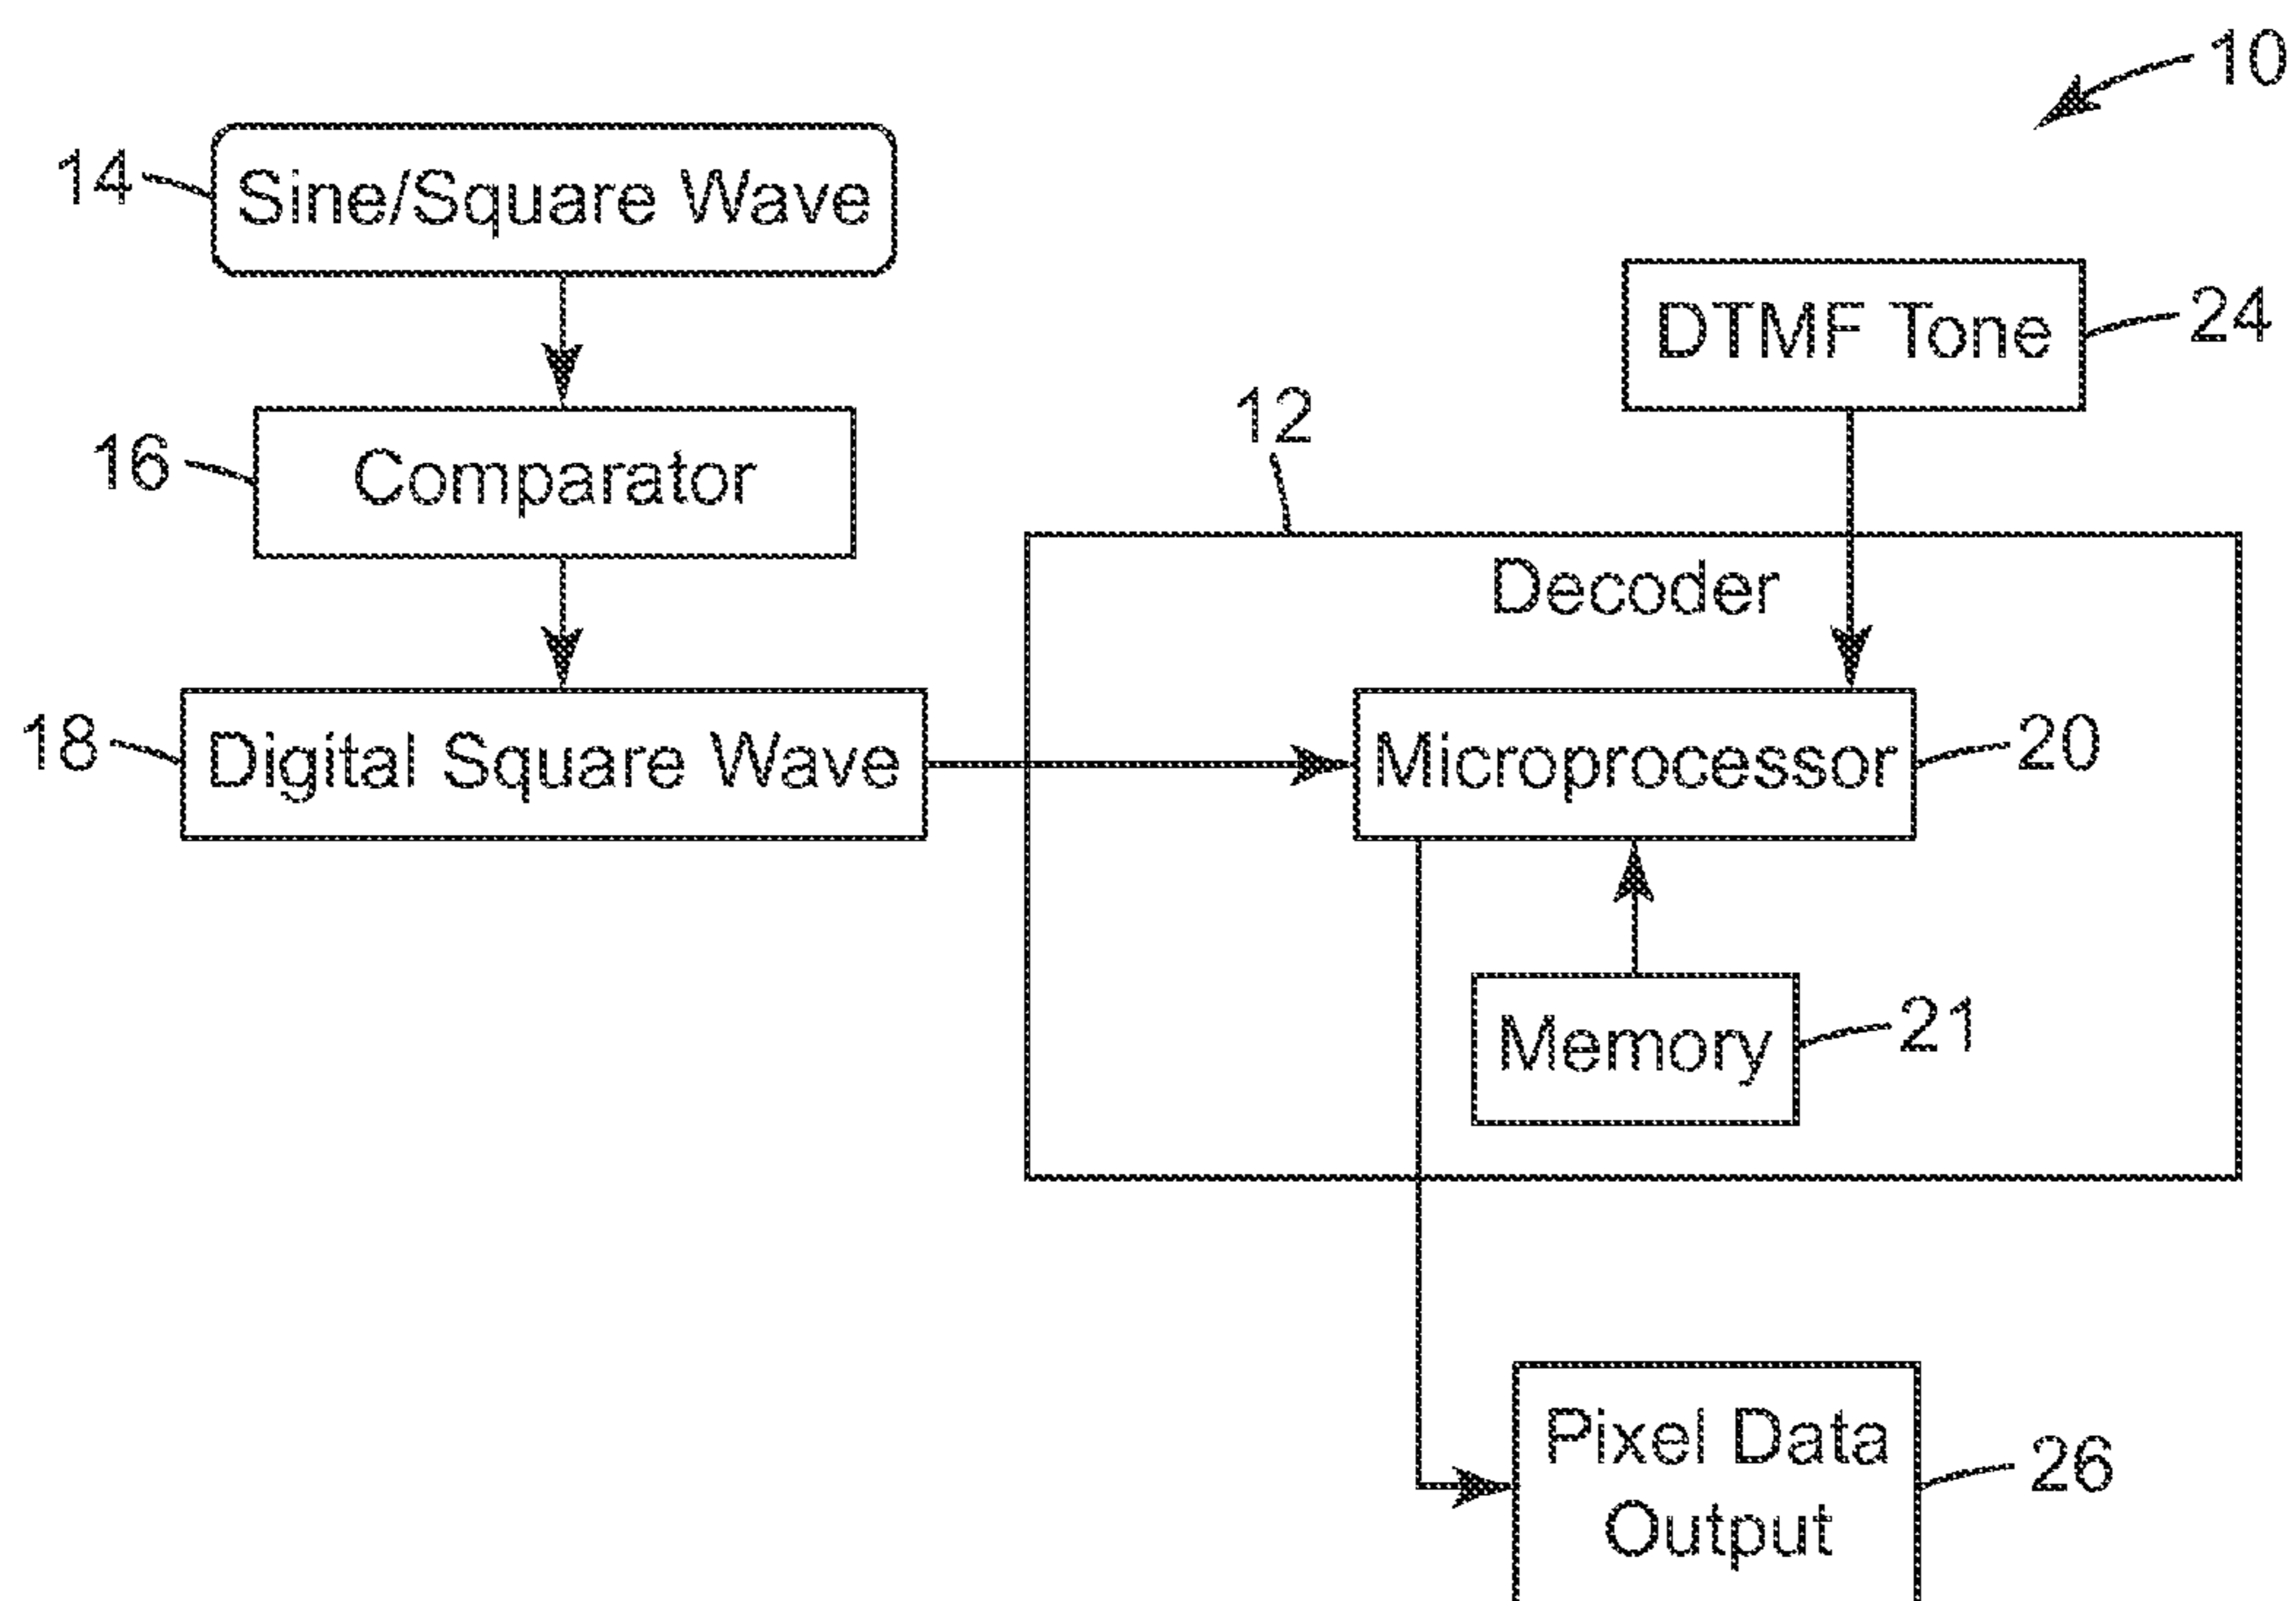 10
14
Sine/Square Wave
DTMF Tone
24
12
16
Comparator
Decoder
18
Digital Square Wave
Microprocessor
20
Memory
21
Pixel Data
Output
26